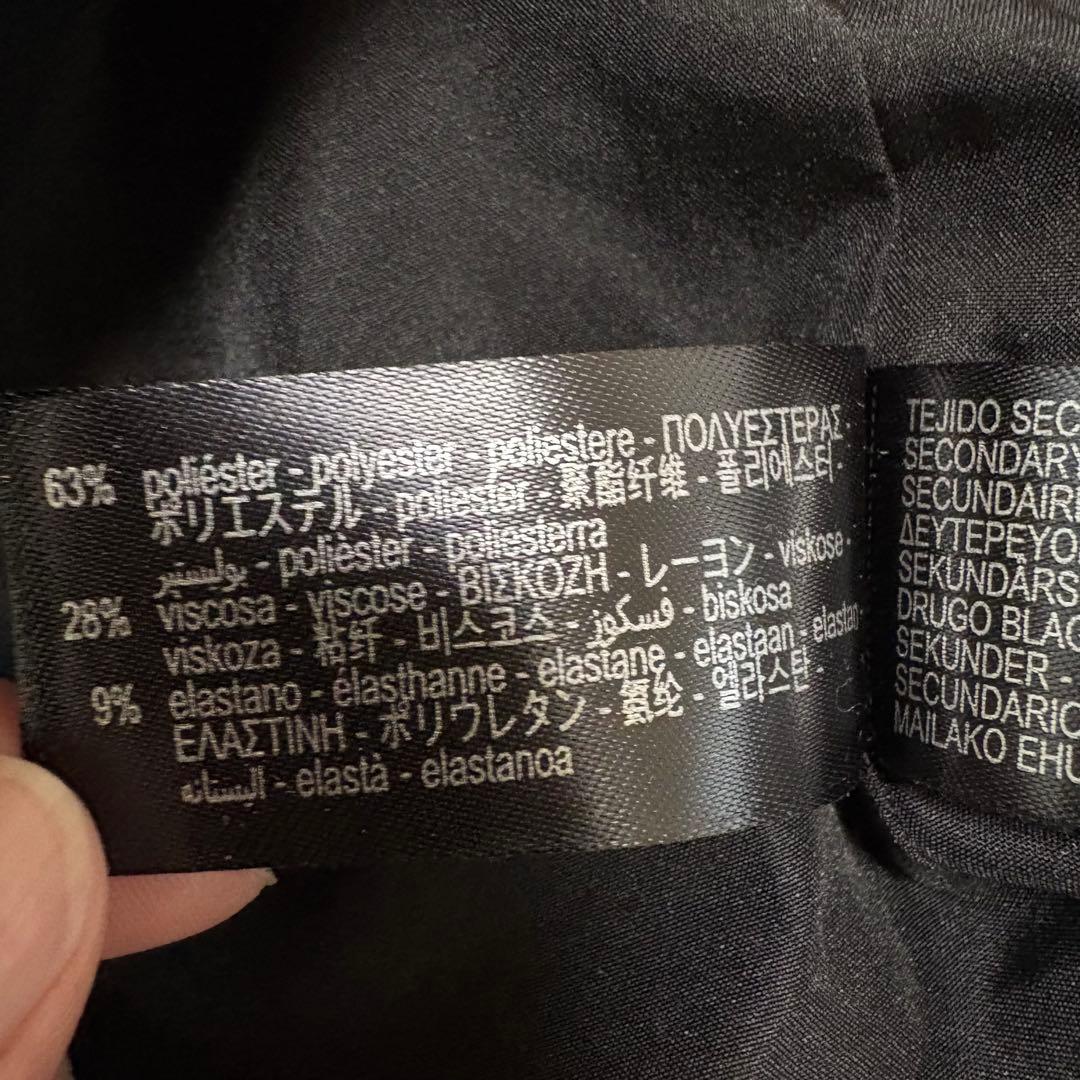 63% poliéster - polyester - poliestere - ΠΟΛΥΕΣΤΕΡΑΣ -
ポリエステル - poliester - 聚脂纤维 - 폴리에스터 -
بوليستير - polièster - poliesterra
28% viscosa - viscose - ΒΙΣΚΟΖΗ - レーヨン - viskose -
viskoza - 粘纤 - 비스코스 - فسكوز - biskosa
9% elastano - élasthanne - elastane - elastaan - elastan -
ΕΛΑΣΤΙΝΗ - ポリウレタン - 氨纶 - 엘라스틴 -
اليستان - elastà - elastanoa
TEJIDO SEC
SECONDARY
SECUNDAIRE
ΔΕΥΤΕΡΕΥΟ
SEKUNDÄRS
DRUGO BLAG
SEKUNDER -
SECUNDARIO
MAILAKO EHU